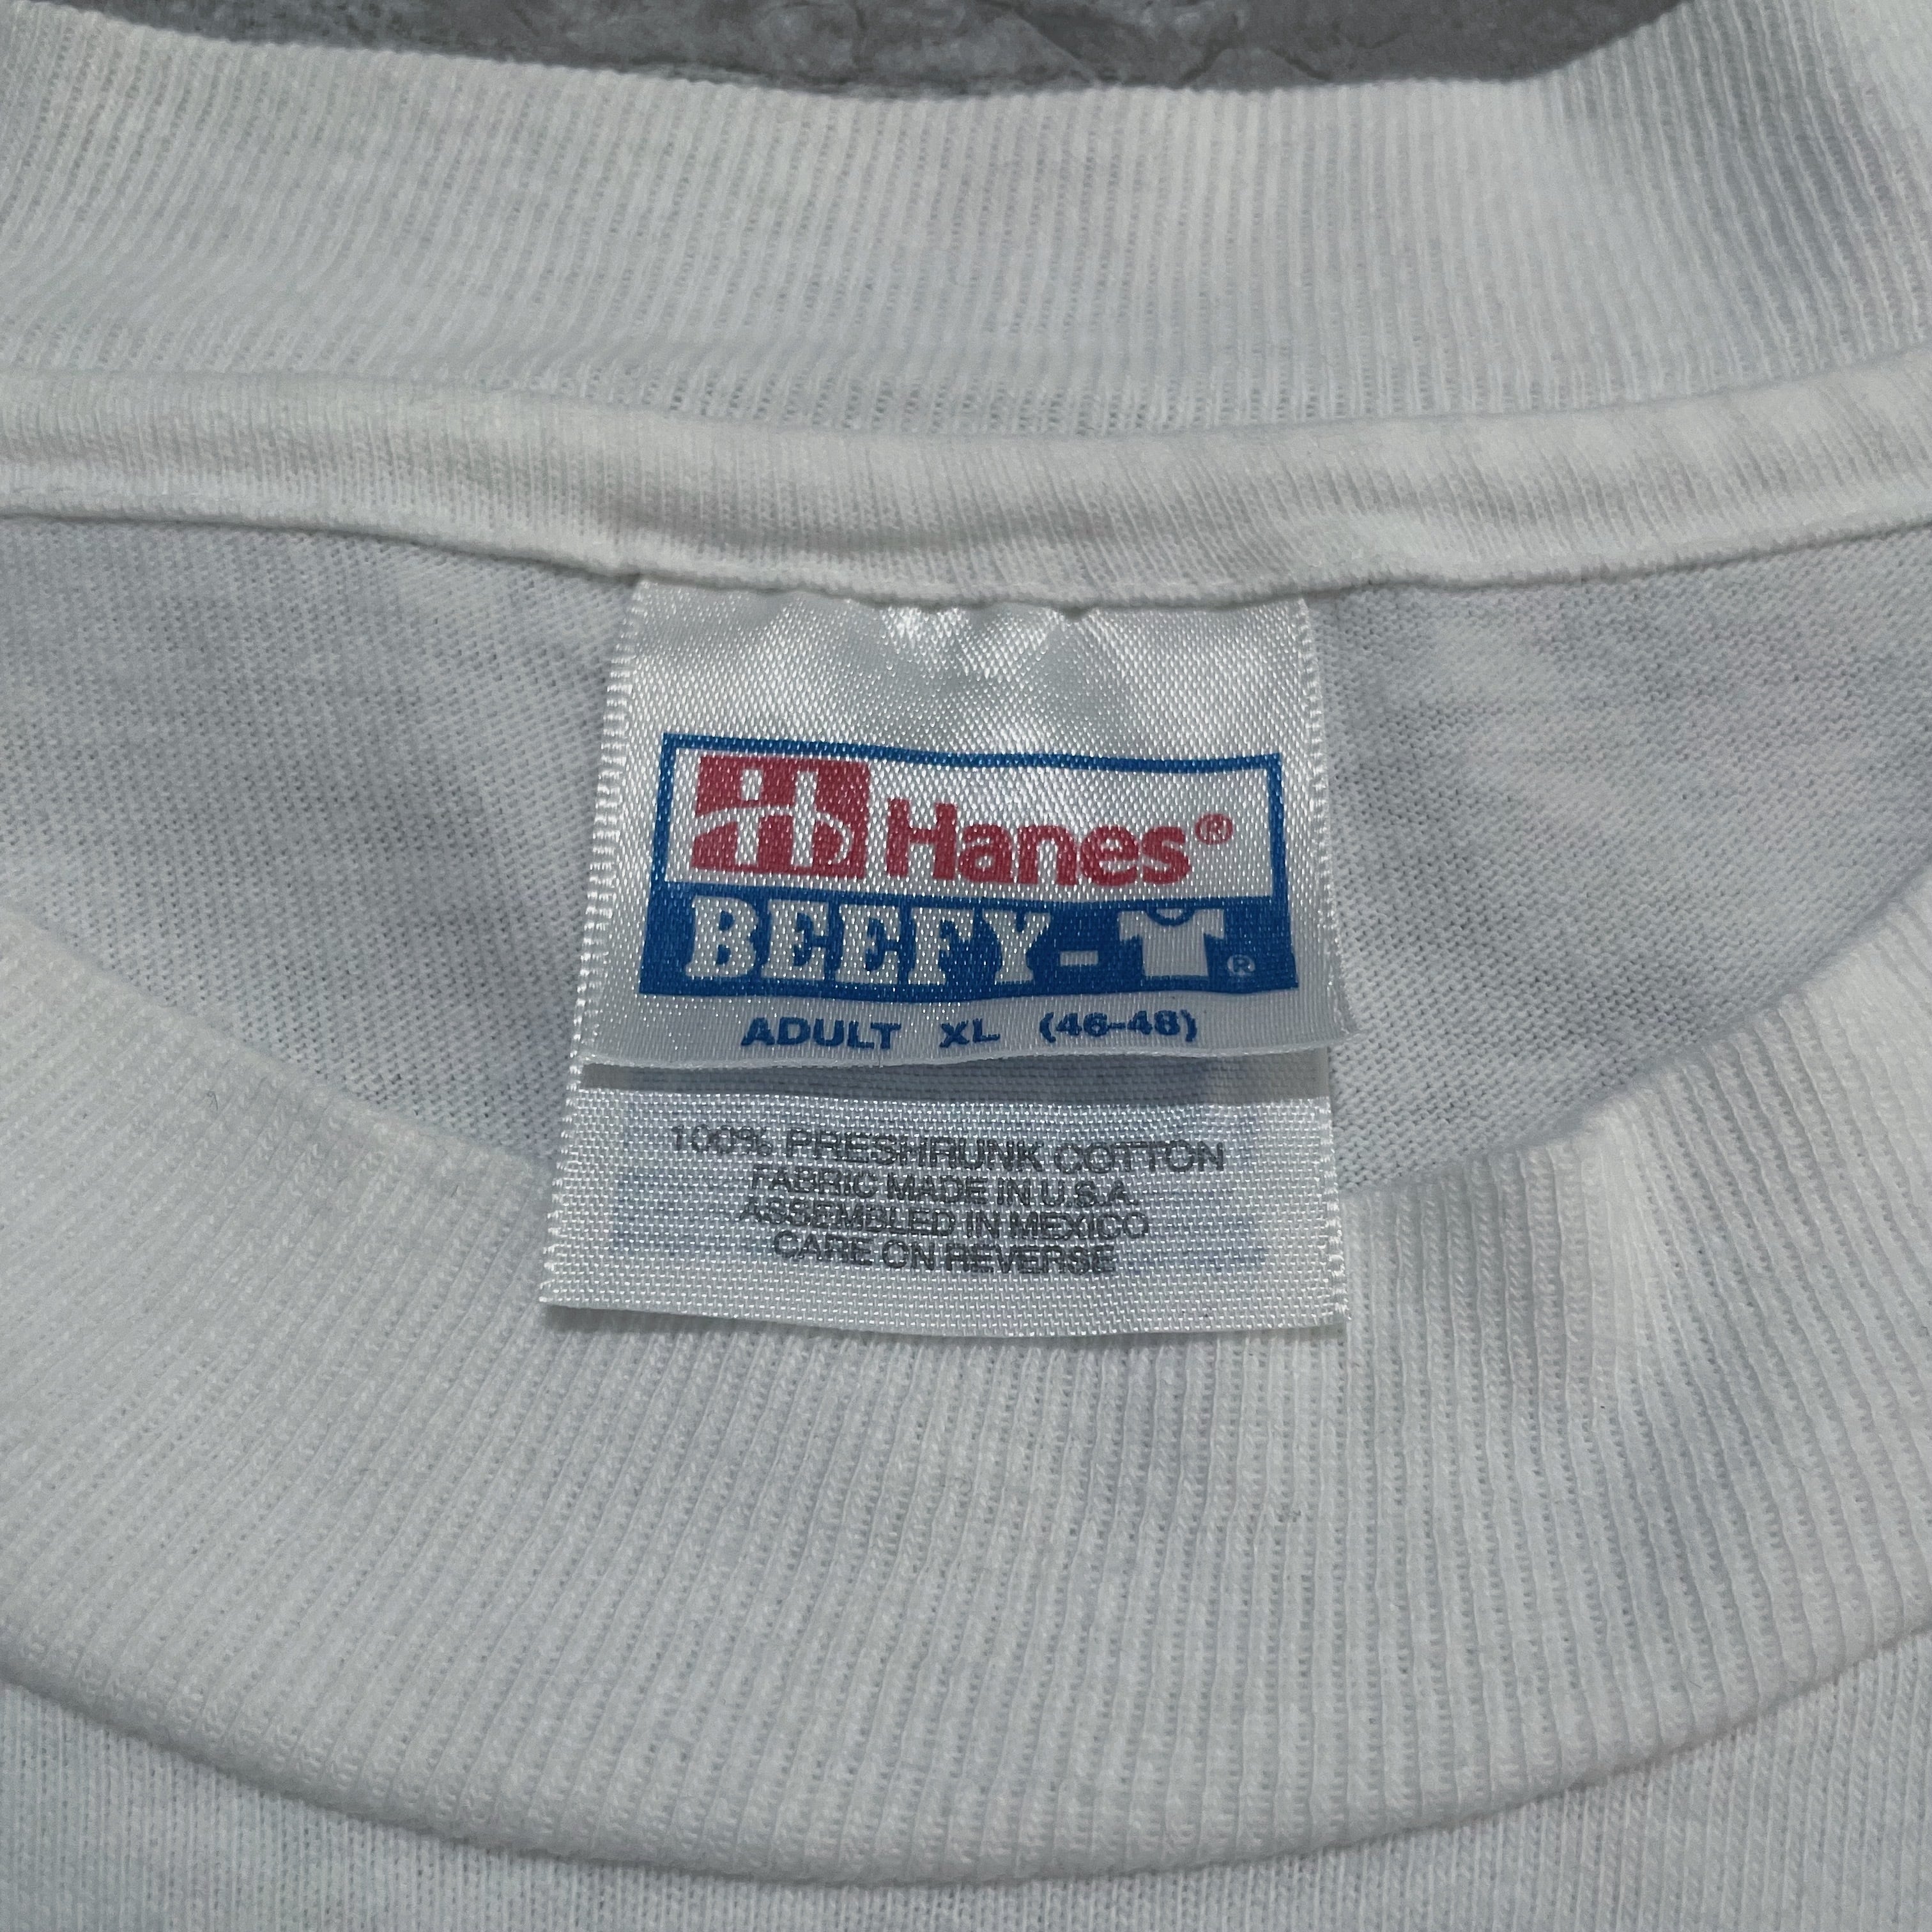 Hanes®
BEEFY-®
ADULT XL (46-48)
100% PRESHRUNK COTTON
FABRIC MADE IN U.S.A.
ASSEMBLED IN MEXICO
CARE ON REVERSE